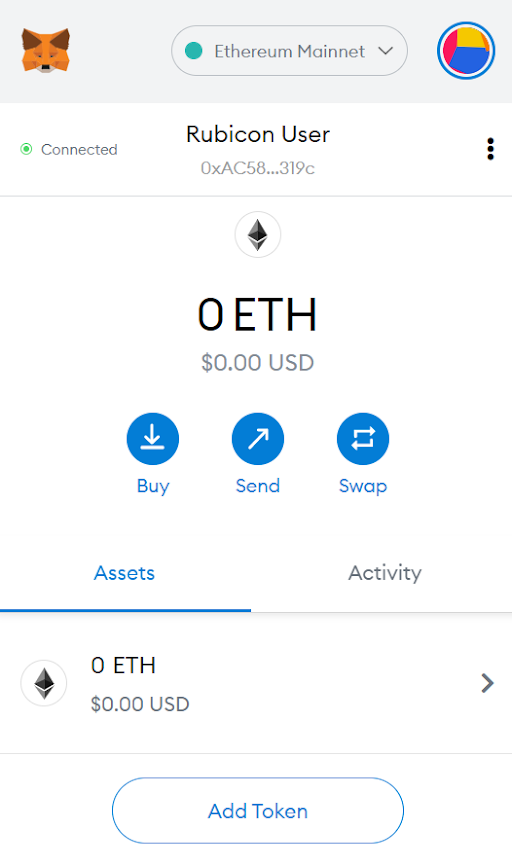 Ethereum Mainnet
Connected
Rubicon User
0xAC58...319c
0 ETH
$0.00 USD
Buy
Send
Swap
Assets
Activity
0 ETH
$0.00 USD
Add Token